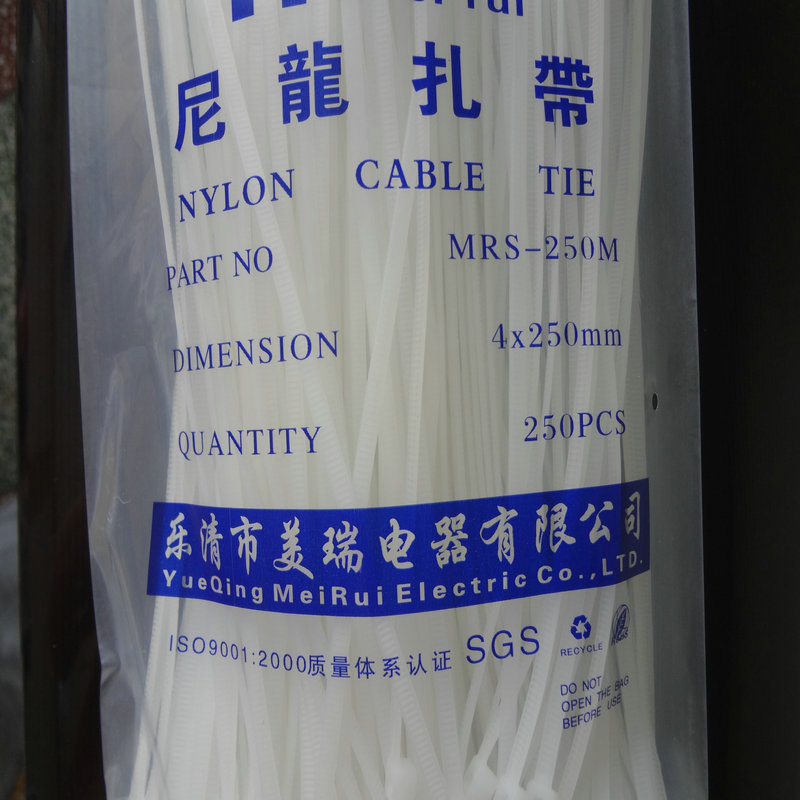 尼龍扎帶
NYLON CABLE TIE
PART NO MRS-250M
DIMENSION 4x250mm
QUANTITY 250PCS
乐清市美瑞电器有限公司
YueQing MeiRui Electric Co.,LTD.
ISO9001:2000质量体系认证 SGS
RECYCLE
DO NOT
OPEN THE BAG
BEFORE USE